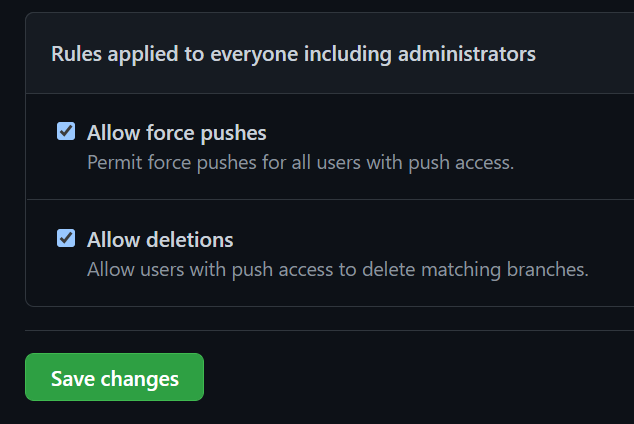 Rules applied to everyone including administrators
Allow force pushes
Permit force pushes for all users with push access.
Allow deletions
Allow users with push access to delete matching branches.
Save changes